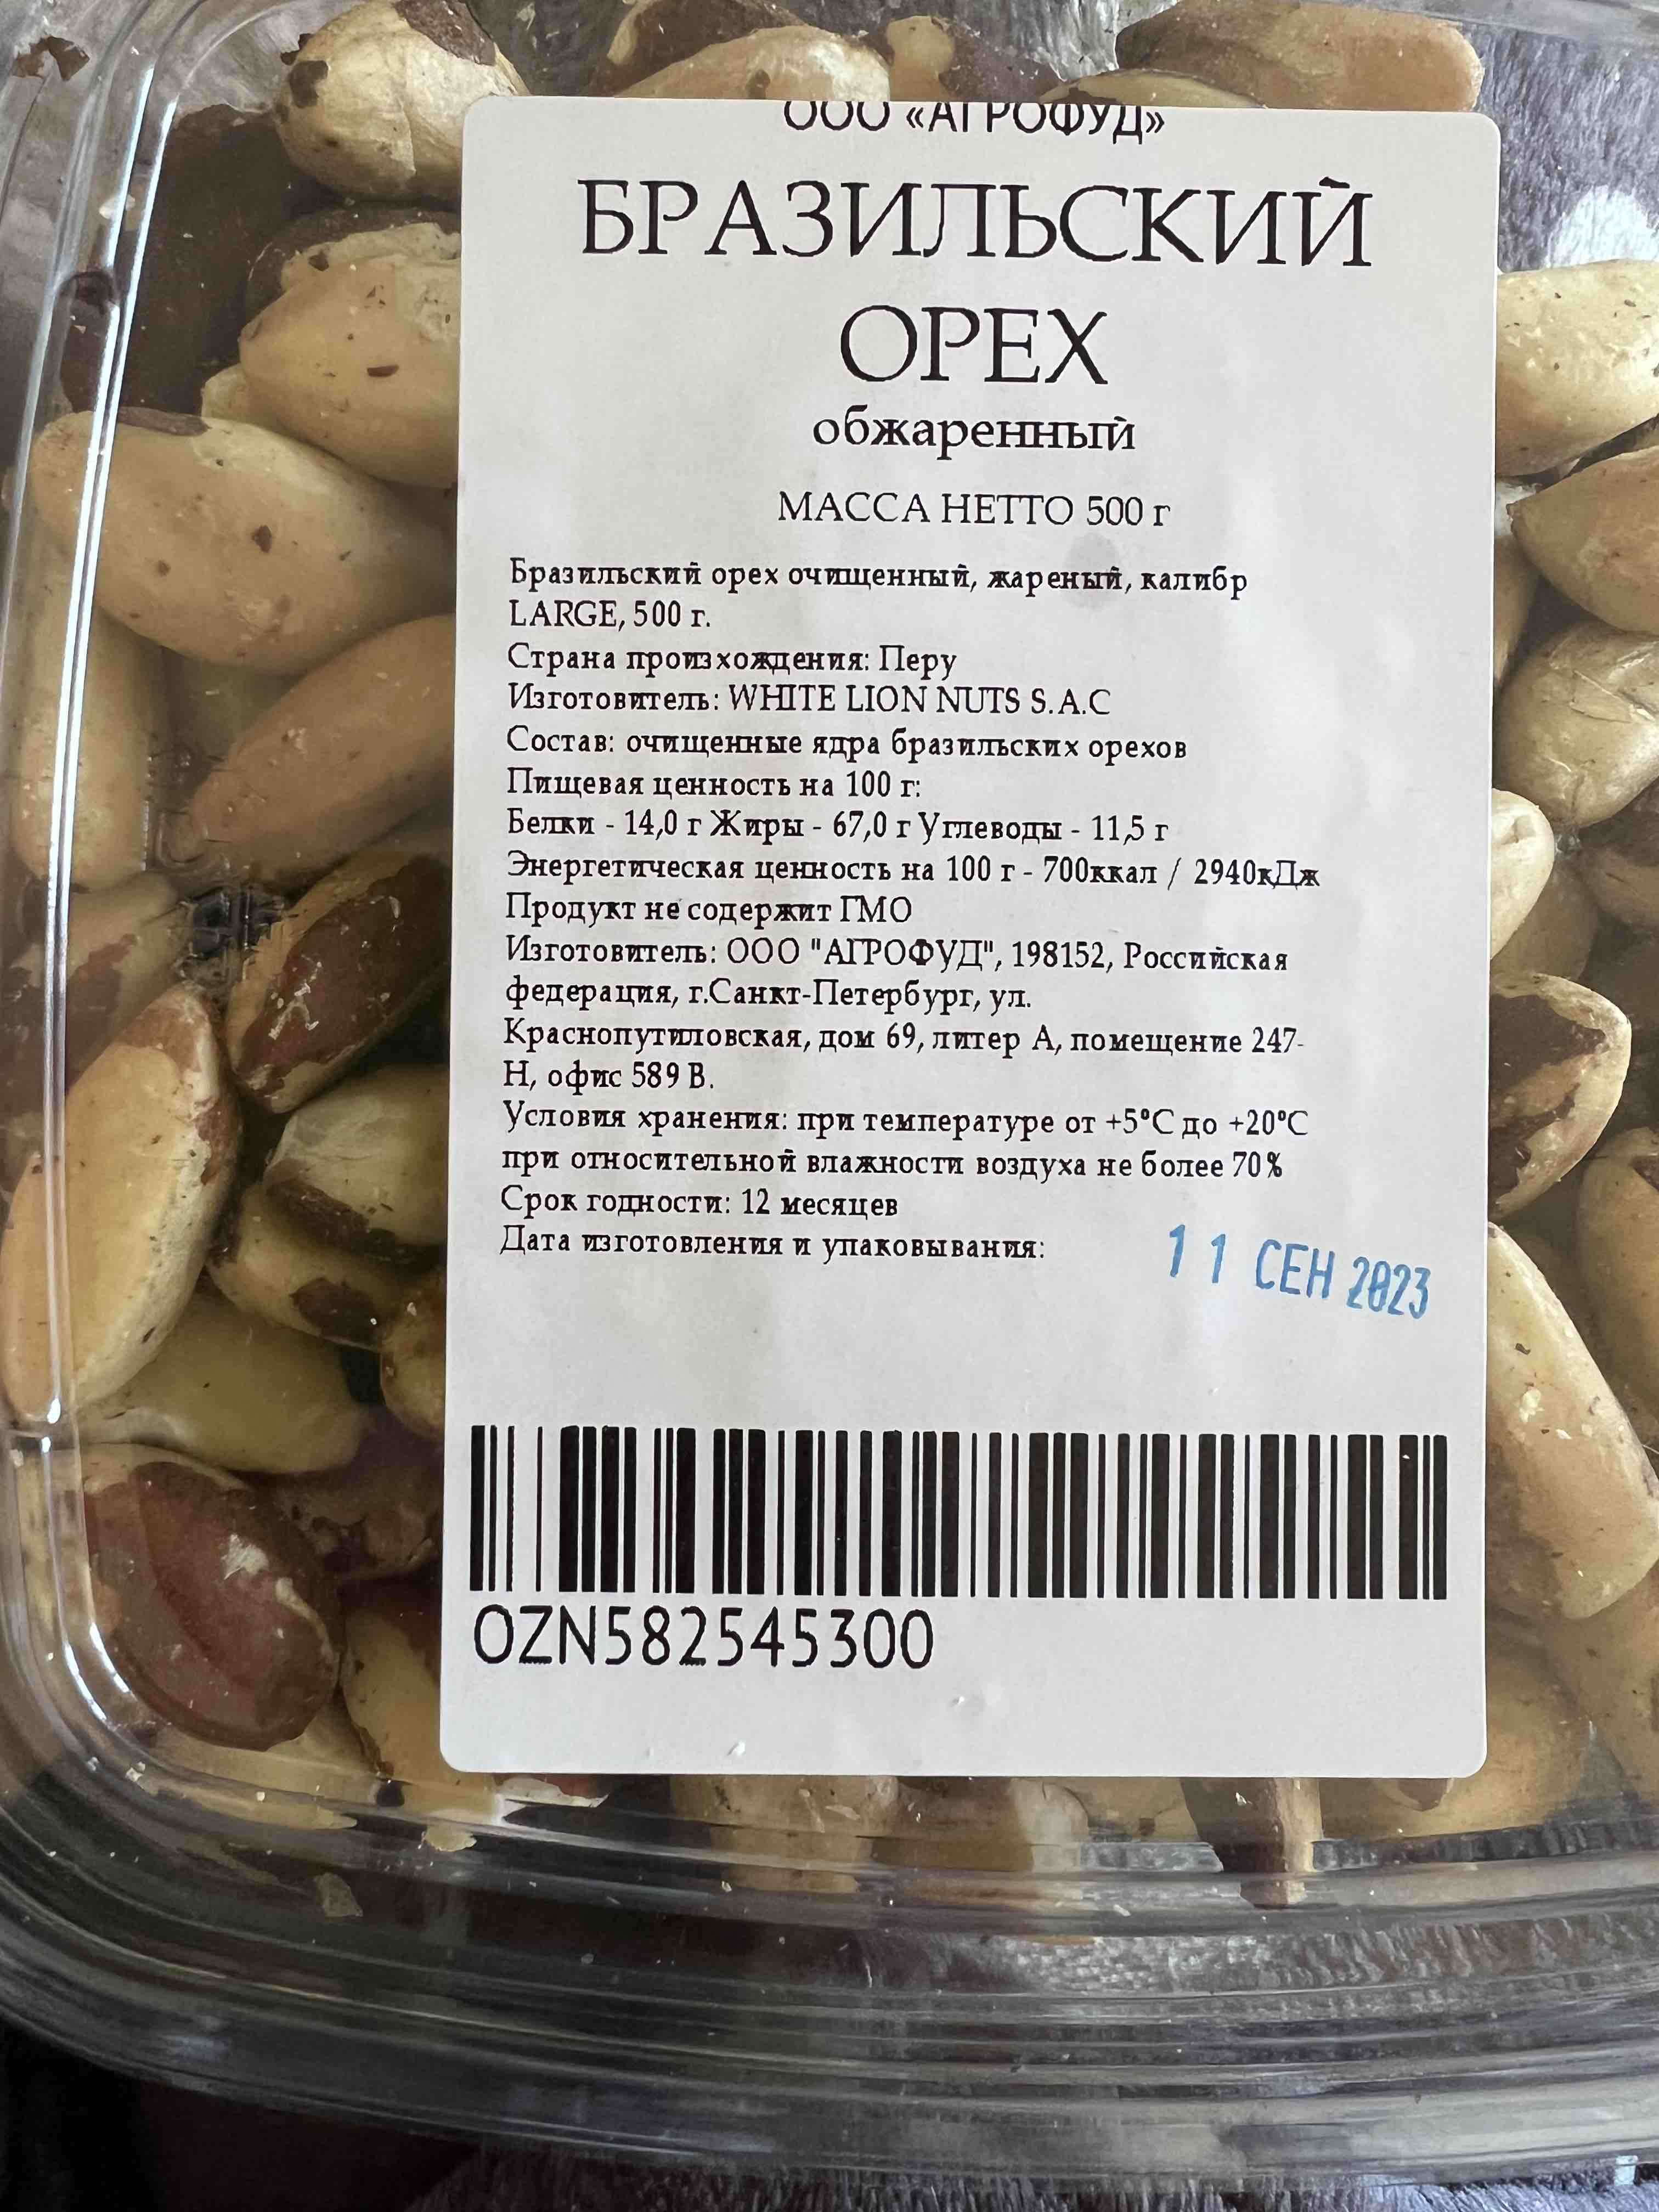 ООО «АГРОФУД»
БРАЗИЛЬСКИЙ
ОРЕХ
обжаренный
МАССА НЕТТО 500 г
Бразильский орех очищенный, жареный, калибр
LARGE, 500 г.
Страна произхождения: Перу
Изготовитель: WHITE LION NUTS S.A.C
Состав: очищенные ядра бразильских орехов
Пищевая ценность на 100 г:
Белки - 14,0 г Жиры - 67,0 г Углеводы - 11,5 г
Энергетическая ценность на 100 г - 700ккал / 2940кДж
Продукт не содержит ГМО
Изготовитель: ООО "АГРОФУД", 198152, Российская
федерация, г.Санкт-Петербург, ул.
Краснопутиловская, дом 69, литер А, помещение 247-
Н, офис 589 В.
Условия хранения: при температуре от +5°C до +20°C
при относительной влажности воздуха не более 70%
Срок годности: 12 месяцев
Дата изготовления и упаковывания: 11 СЕН 2023
OZN582545300